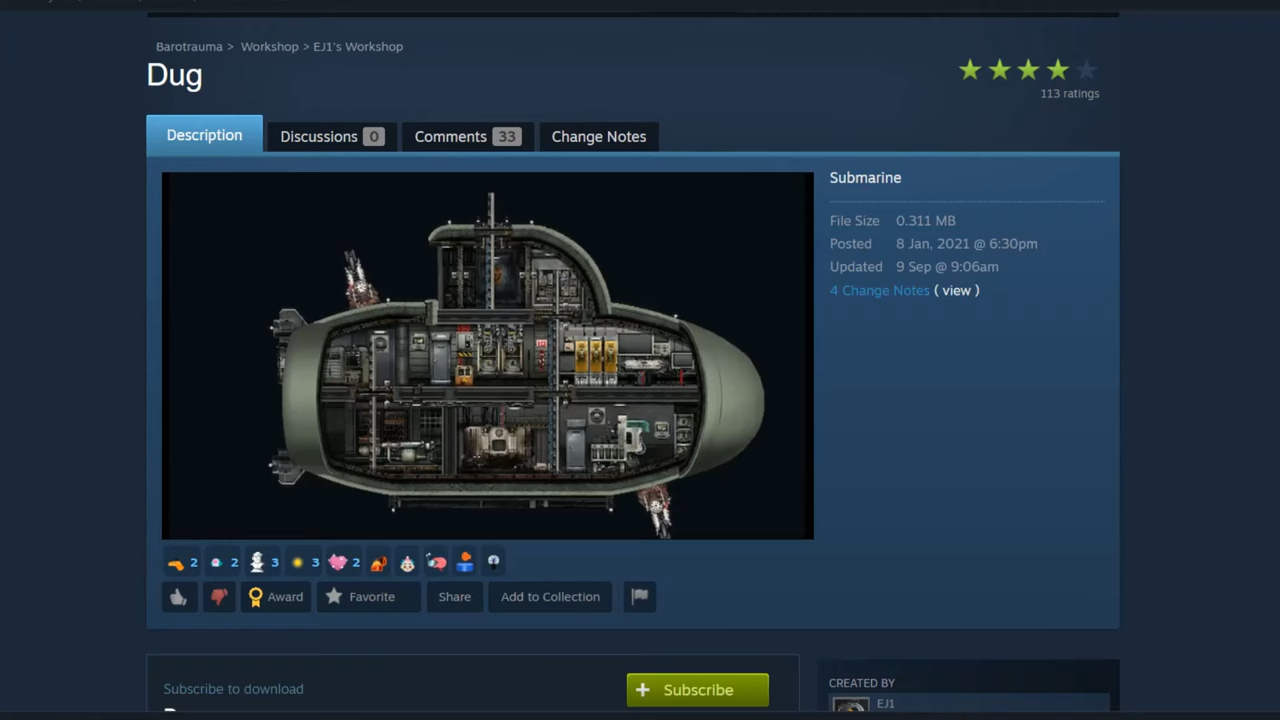 Barotrauma > Workshop > EJ1's Workshop
Dug
113 ratings
Description Discussions 0 Comments 33 Change Notes
Submarine
File Size 0.311 MB
Posted 8 Jan, 2021 @ 6:30pm
Updated 9 Sep @ 9:06am
4 Change Notes ( view )
2 2 3 3 2
Award Favorite Share Add to Collection
Subscribe to download
+ Subscribe
CREATED BY
EJ1